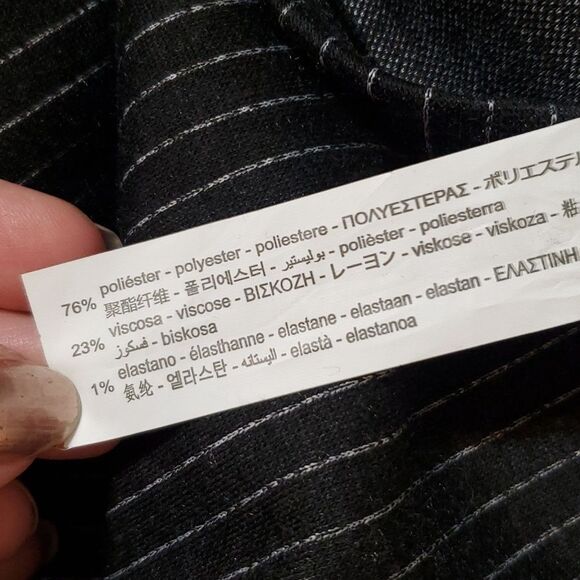 76% poliéster - polyester - poliestere - ΠΟΛΥΕΣΤΕΡΑΣ - ポリエステル
聚酯纤维 - 폴리에스터 - بوليستير - polièster - poliesterra
23% viscosa - viscose - ΒΙΣΚΟΖΗ - レーヨン - viskose - viskoza - 粘
فسكوز - biskosa
1% elastano - élasthanne - elastane - elastaan - elastan - ΕΛΑΣΤΙΝΗ
氨纶 - 엘라스탄 - اليستانه - elastà - elastanoa